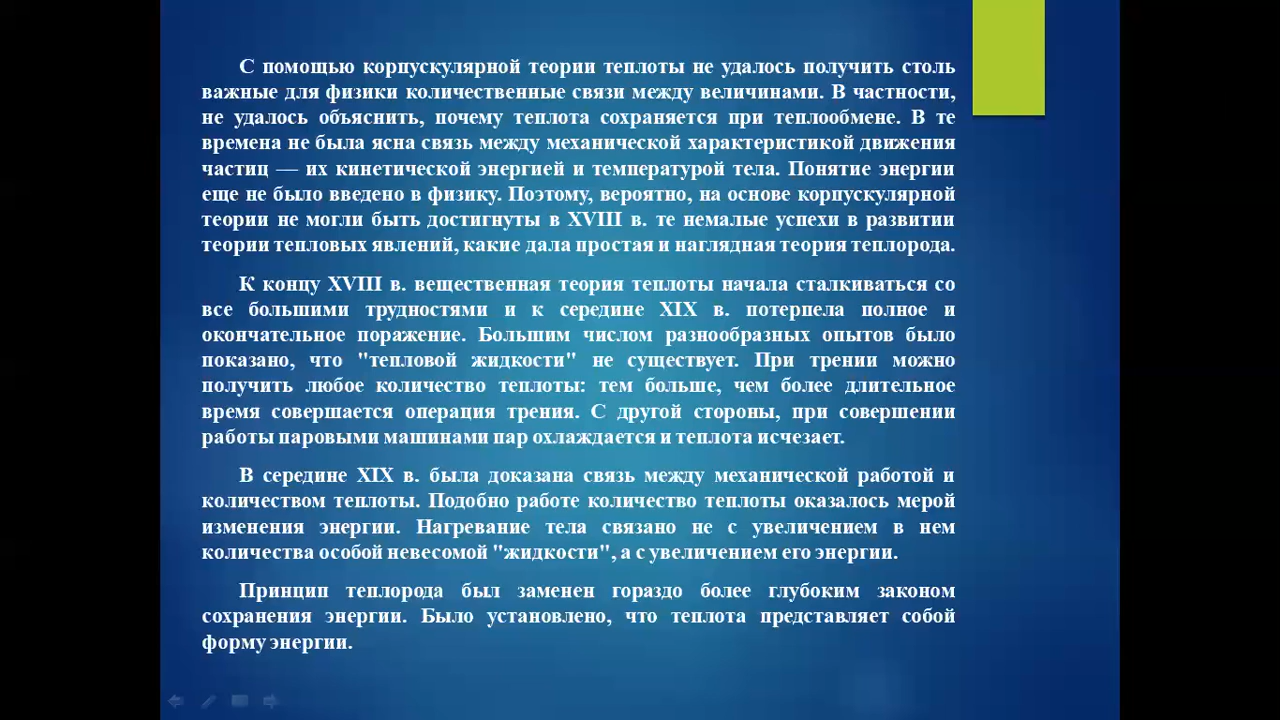 С помощью корпускулярной теории теплоты не удалось получить столь
важные для физики количественные связи между величинами. В частности,
не удалось объяснить, почему теплота сохраняется при теплообмене. В те
времена не была ясна связь между механической характеристикой движения
частиц — их кинетической энергией и температурой тела. Понятие энергии
еще не было введено в физику. Поэтому, вероятно, на основе корпускулярной
теории не могли быть достигнуты в XVIII в. те немалые успехи в развитии
теории тепловых явлений, какие дала простая и наглядная теория теплорода.
К концу XVIII в. вещественная теория теплоты начала сталкиваться со
все большими трудностями и к середине XIX в. потерпела полное и
окончательное поражение. Большим числом разнообразных опытов было
показано, что "тепловой жидкости" не существует. При трении можно
получить любое количество теплоты: тем больше, чем более длительное
время совершается операция трения. С другой стороны, при совершении
работы паровыми машинами пар охлаждается и теплота исчезает.
В середине XIX в. была доказана связь между механической работой и
количеством теплоты. Подобно работе количество теплоты оказалось мерой
изменения энергии. Нагревание тела связано не с увеличением в нем
количества особой невесомой "жидкости", а с увеличением его энергии.
Принцип теплорода был заменен гораздо более глубоким законом
сохранения энергии. Было установлено, что теплота представляет собой
форму энергии.